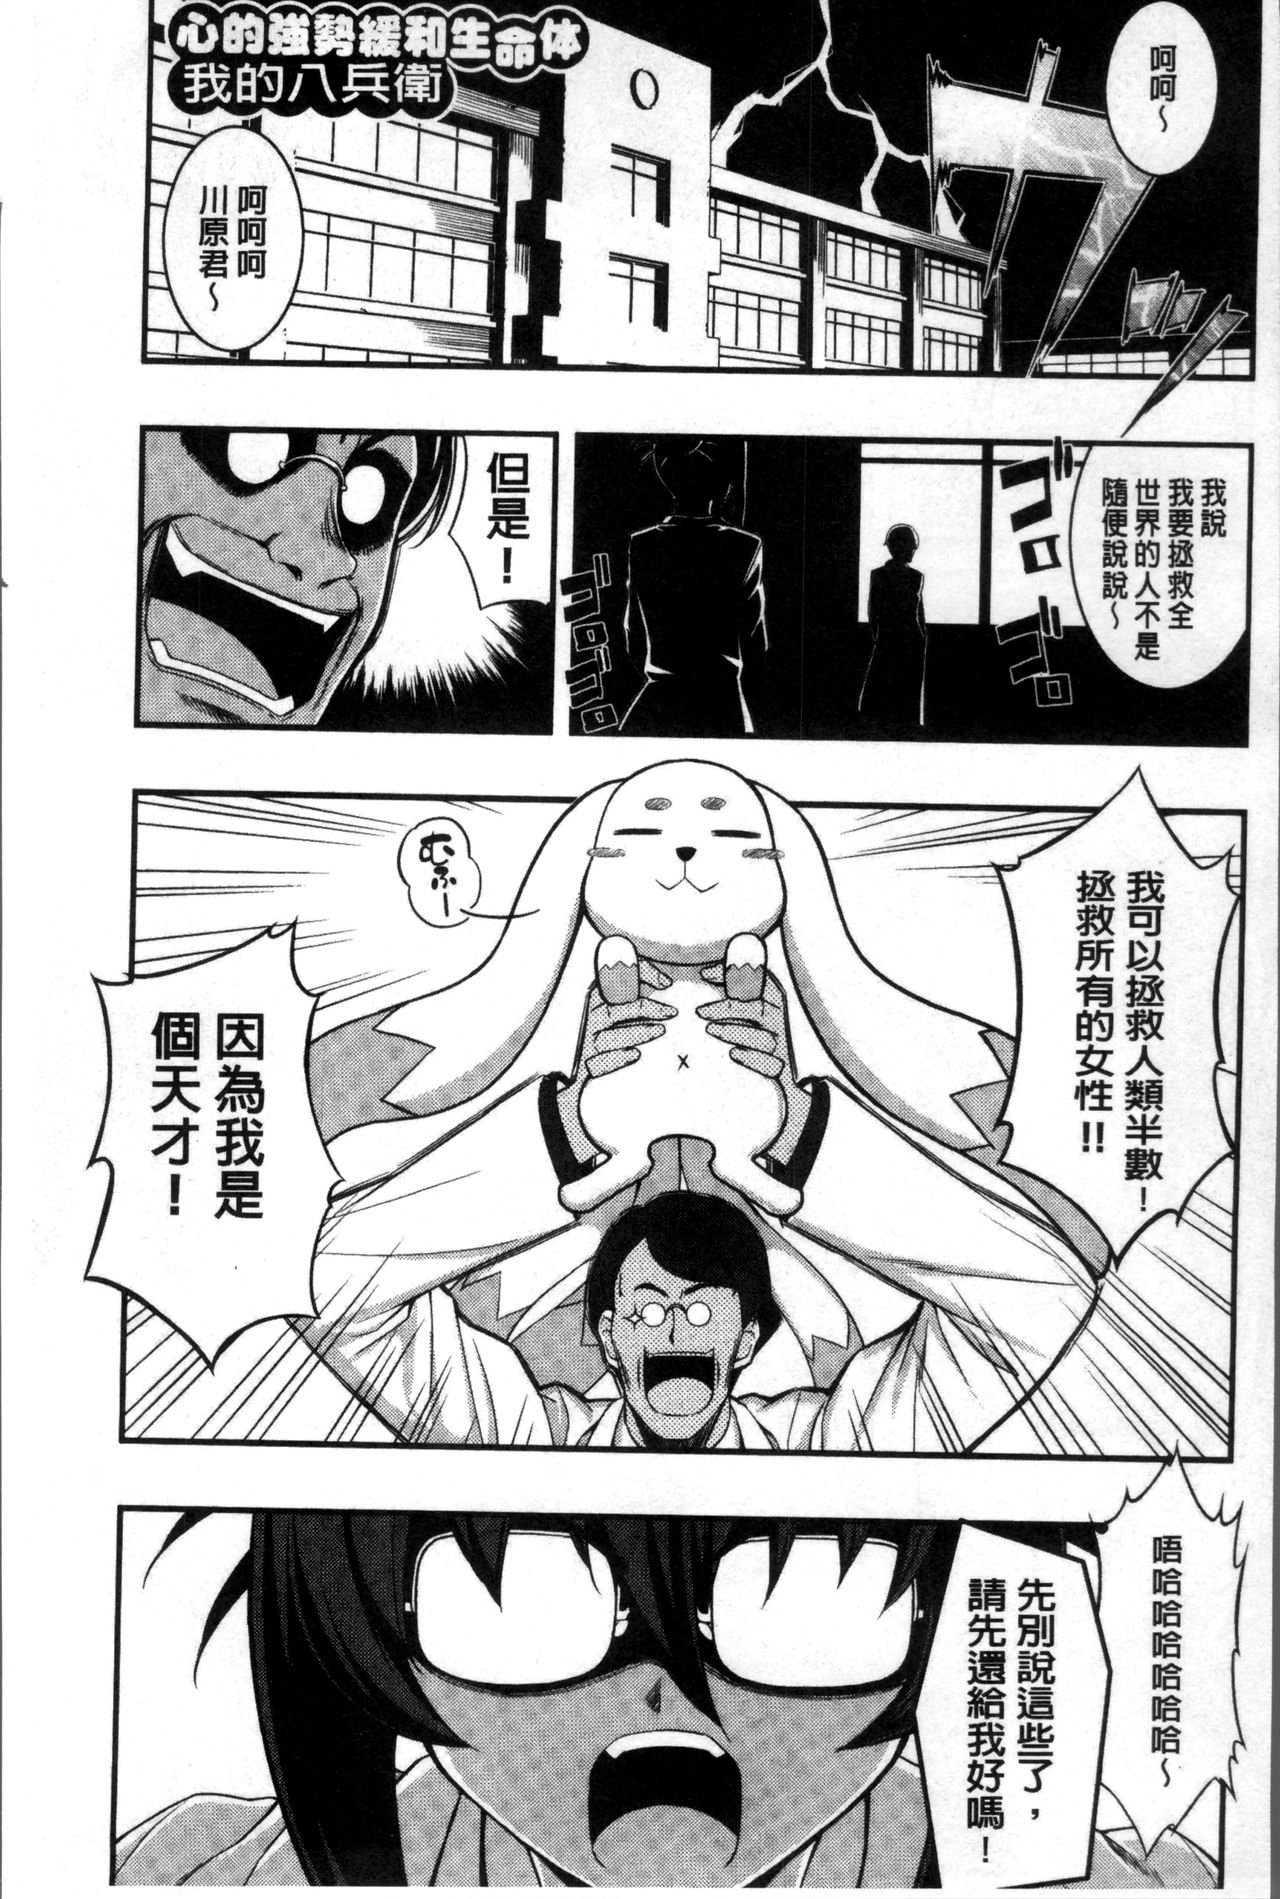 心的強勢緩和生命体
我的八兵衛
呵呵～
呵呵呵
川原君～
我說
我要拯救全
世界的人不是
隨便說說～
ゴロ
ゴロ
ゴロゴロ
但是！
我可以拯救人類半數！
拯救所有的女性!!
むふー
因為我是
個天才！
唔哈哈哈哈哈哈～
先別說這些了，
請先還給我好嗎！